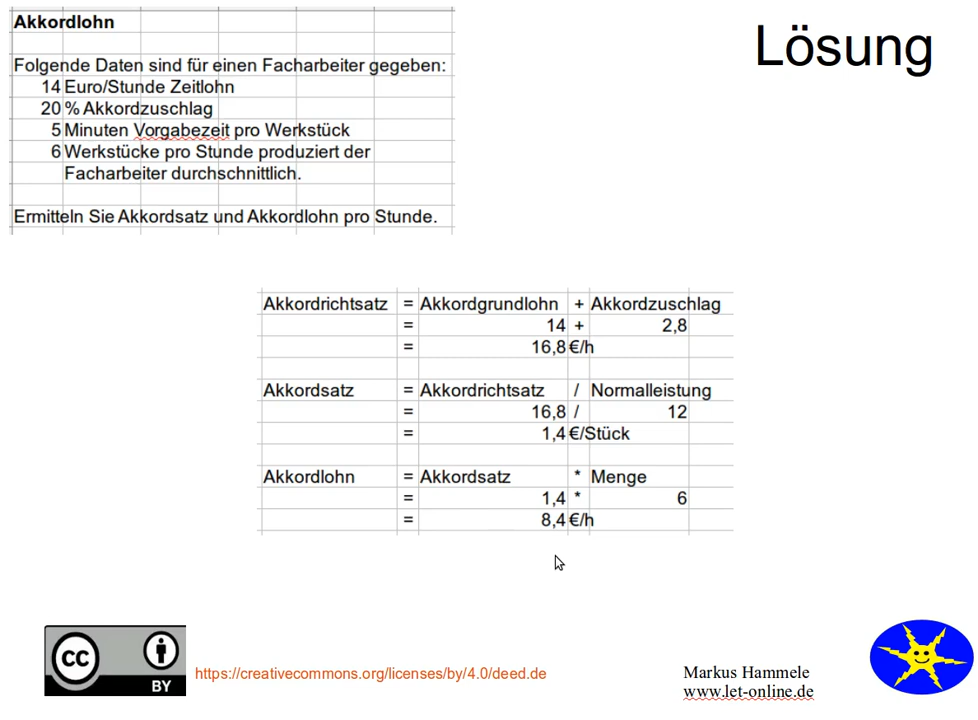 Akkordlohn
Lösung
Folgende Daten sind für einen Facharbeiter gegeben:
14 Euro/Stunde Zeitlohn
20 % Akkordzuschlag
5 Minuten Vorgabezeit pro Werkstück
6 Werkstücke pro Stunde produziert der
Facharbeiter durchschnittlich.
Ermitteln Sie Akkordsatz und Akkordlohn pro Stunde.
Akkordrichtsatz = Akkordgrundlohn + Akkordzuschlag
= 14 + 2,8
= 16,8 €/h
Akkordsatz = Akkordrichtsatz / Normalleistung
= 16,8 / 12
= 1,4 €/Stück
Akkordlohn = Akkordsatz * Menge
= 1,4 * 6
= 8,4 €/h
cc
BY
https://creativecommons.org/licenses/by/4.0/deed.de
Markus Hammele
www.let-online.de